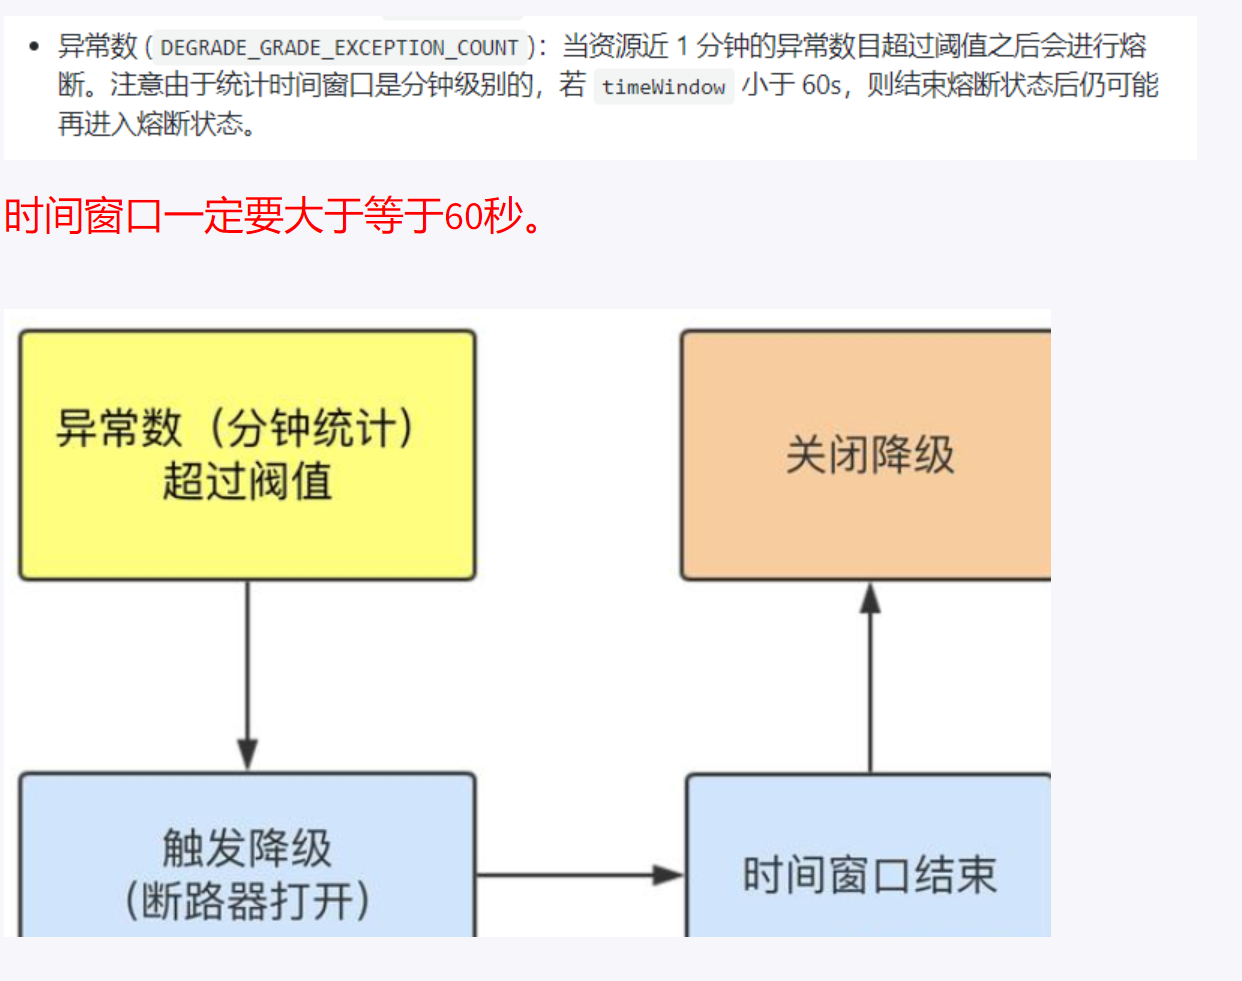 • 异常数 ( DEGRADE_GRADE_EXCEPTION_COUNT )：当资源近 1 分钟的异常数目超过阈值之后会进行熔
断。注意由于统计时间窗口是分钟级别的，若 timeWindow 小于 60s，则结束熔断状态后仍可能
再进入熔断状态。
时间窗口一定要大于等于60秒。
异常数（分钟统计）
超过阀值
关闭降级
触发降级
（断路器打开）
时间窗口结束